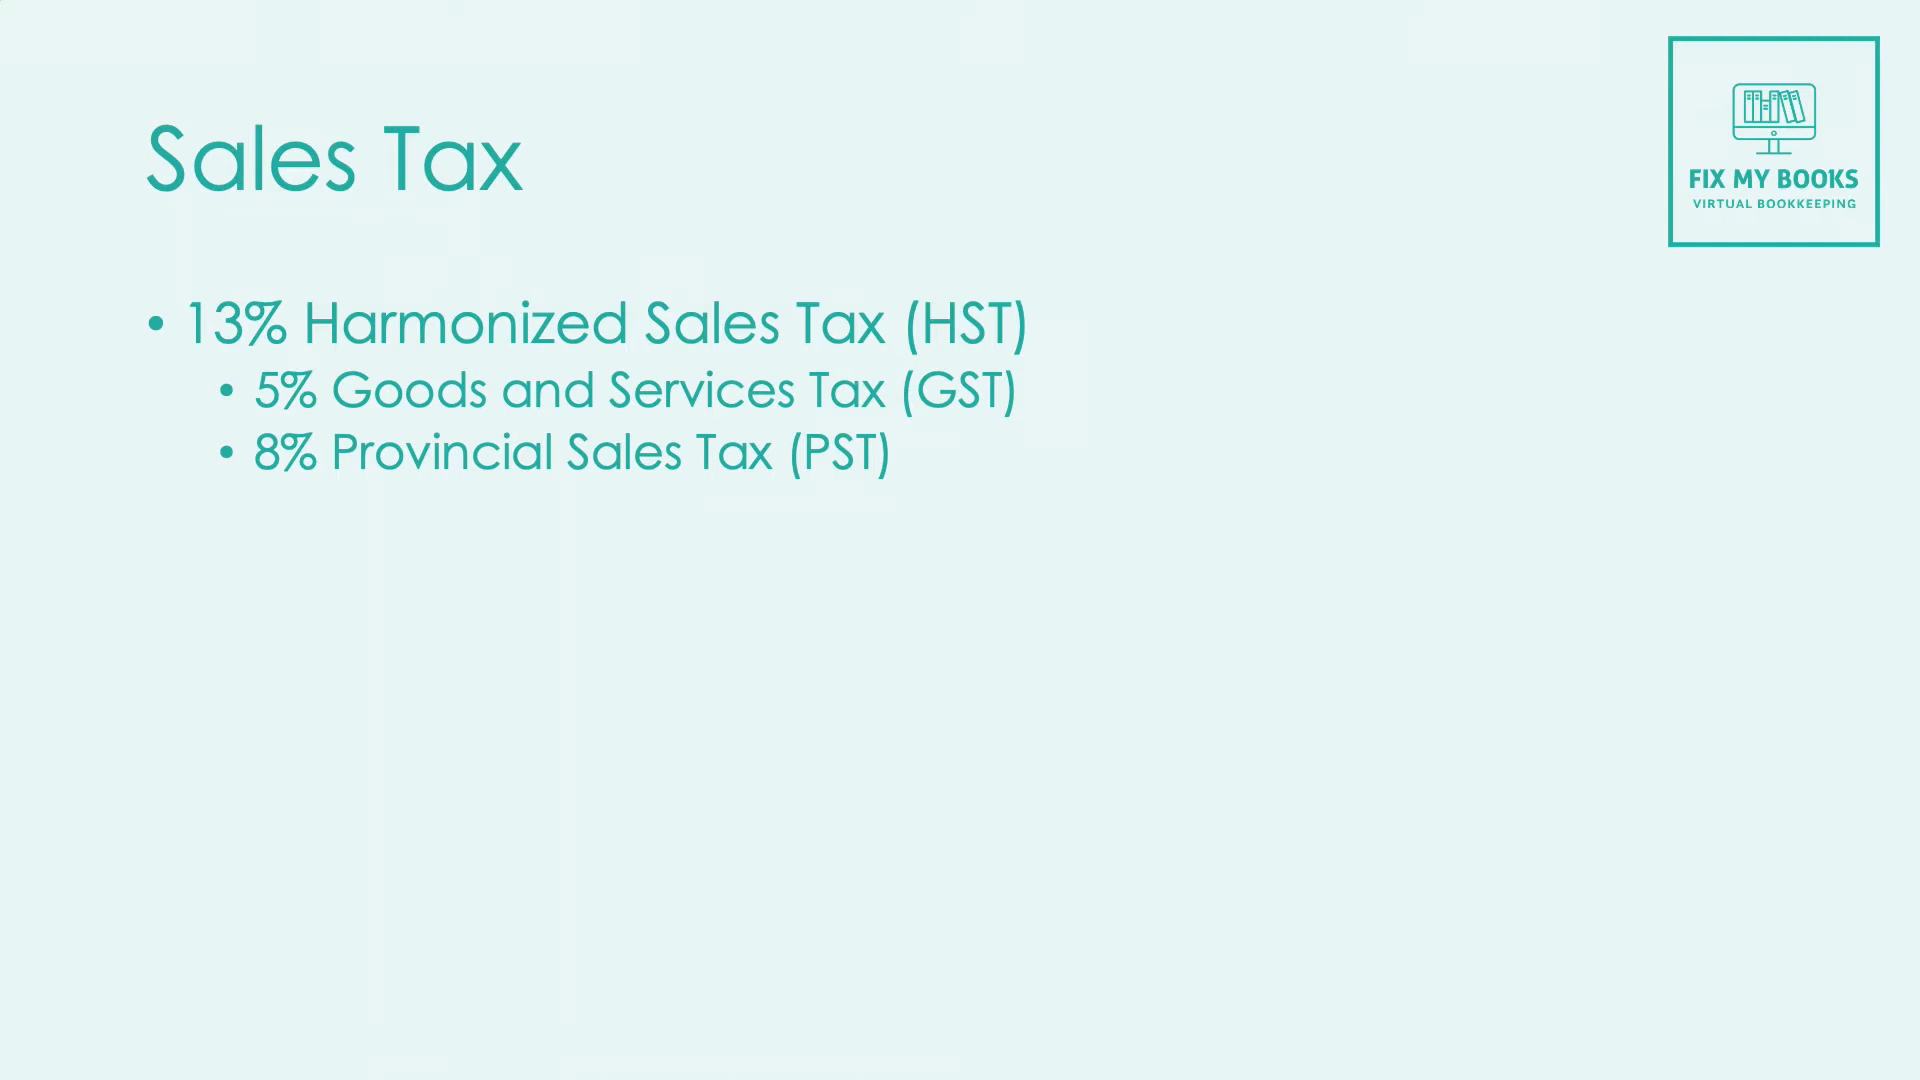 Sales Tax
FIX MY BOOKS
VIRTUAL BOOKKEEPING
• 13% Harmonized Sales Tax (HST)
• 5% Goods and Services Tax (GST)
• 8% Provincial Sales Tax (PST)